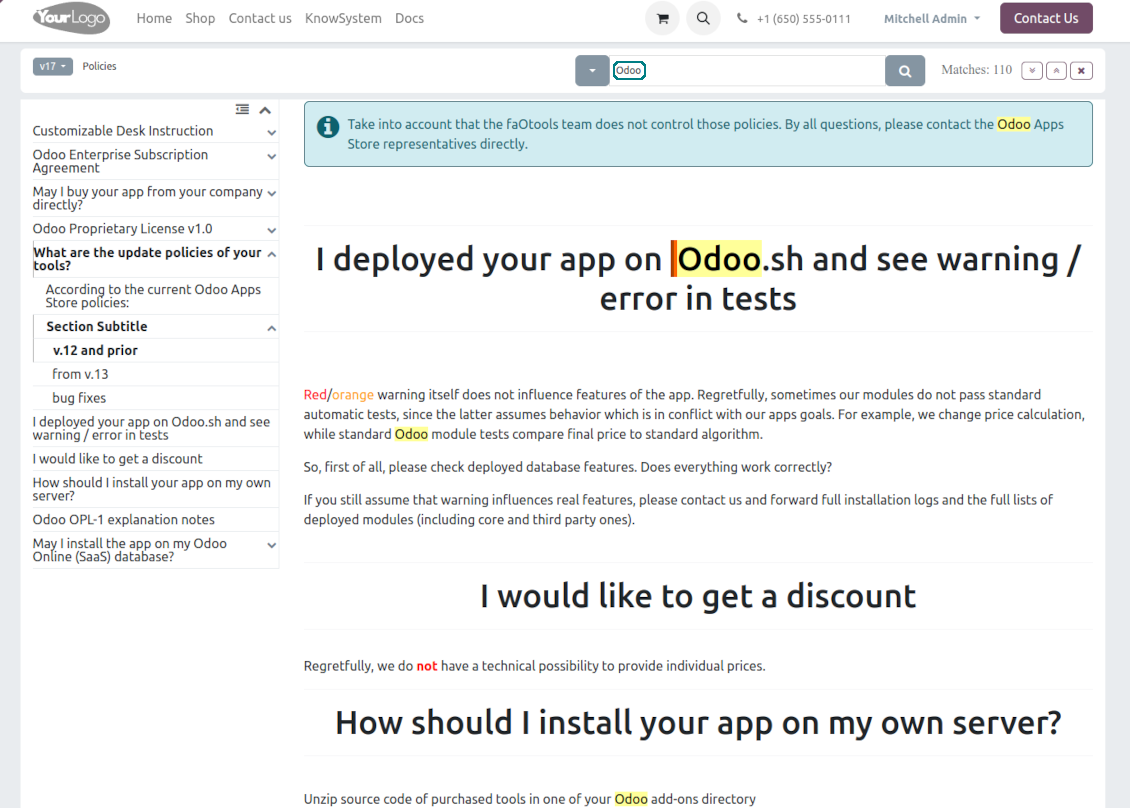 YourLogo
Home Shop Contact us KnowSystem Docs
+1 (650) 555-0111 Mitchell Admin Contact Us
v17 Policies
Odoo
Matches: 110
Customizable Desk Instruction
Odoo Enterprise Subscription
Agreement
May I buy your app from your company
directly?
Odoo Proprietary License v1.0
What are the update policies of your
tools?
According to the current Odoo Apps
Store policies:
Section Subtitle
v.12 and prior
from v.13
bug fixes
I deployed your app on Odoo.sh and see
warning / error in tests
I would like to get a discount
How should I install your app on my own
server?
Odoo OPL-1 explanation notes
May I install the app on my Odoo
Online (SaaS) database?
Take into account that the faOtools team does not control those policies. By all questions, please contact the Odoo Apps
Store representatives directly.
I deployed your app on Odoo.sh and see warning /
error in tests
Red/orange warning itself does not influence features of the app. Regretfully, sometimes our modules do not pass standard
automatic tests, since the latter assumes behavior which is in conflict with our apps goals. For example, we change price calculation,
while standard Odoo module tests compare final price to standard algorithm.
So, first of all, please check deployed database features. Does everything work correctly?
If you still assume that warning influences real features, please contact us and forward full installation logs and the full lists of
deployed modules (including core and third party ones).
I would like to get a discount
Regretfully, we do not have a technical possibility to provide individual prices.
How should I install your app on my own server?
Unzip source code of purchased tools in one of your Odoo add-ons directory